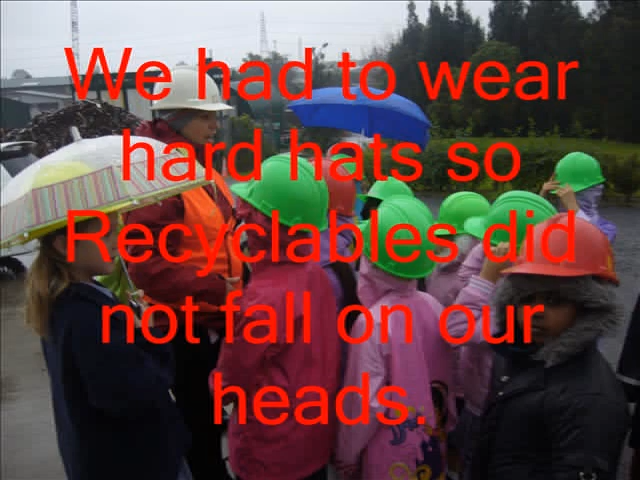 We had to wear
hard hats so
Recyclables did
not fall on our
heads.